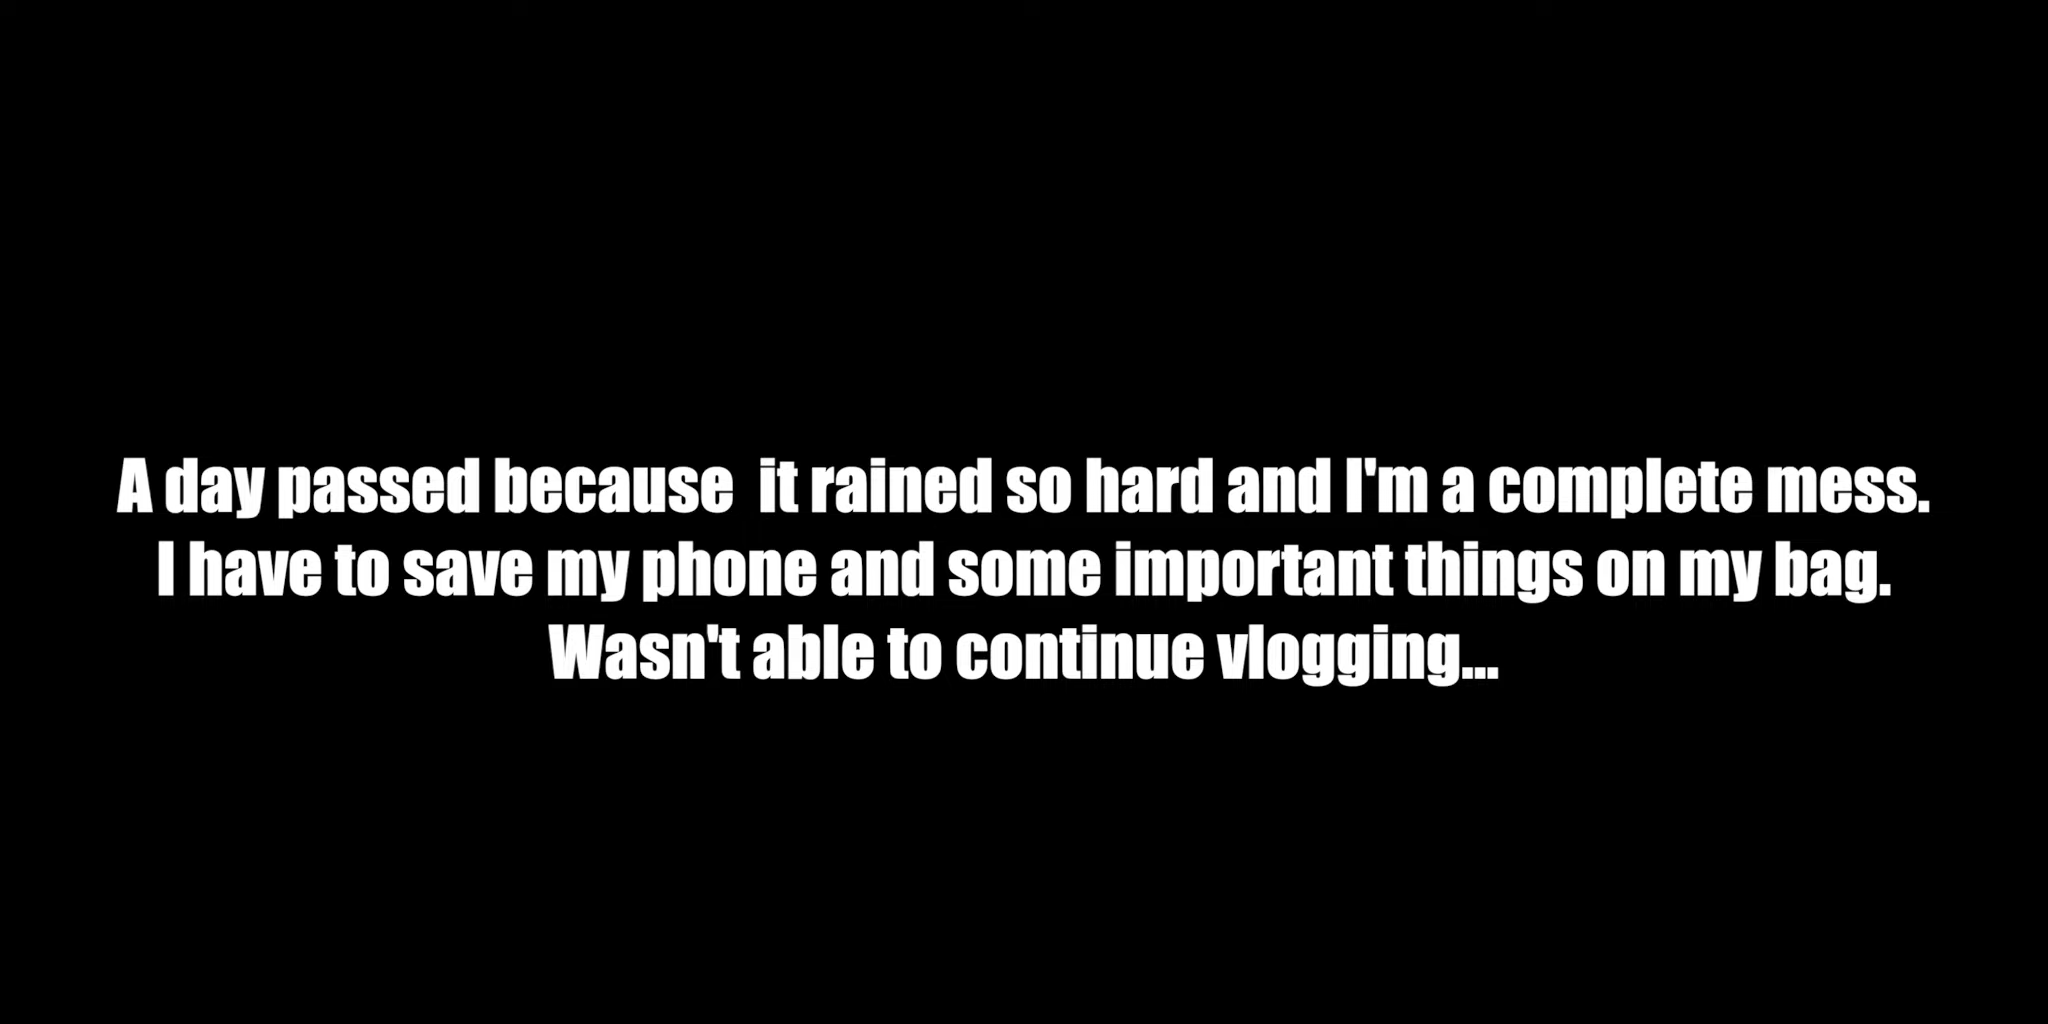 A day passed because  it rained so hard and I'm a complete mess.
I have to save my phone and some important things on my bag.
Wasn't able to continue vlogging...